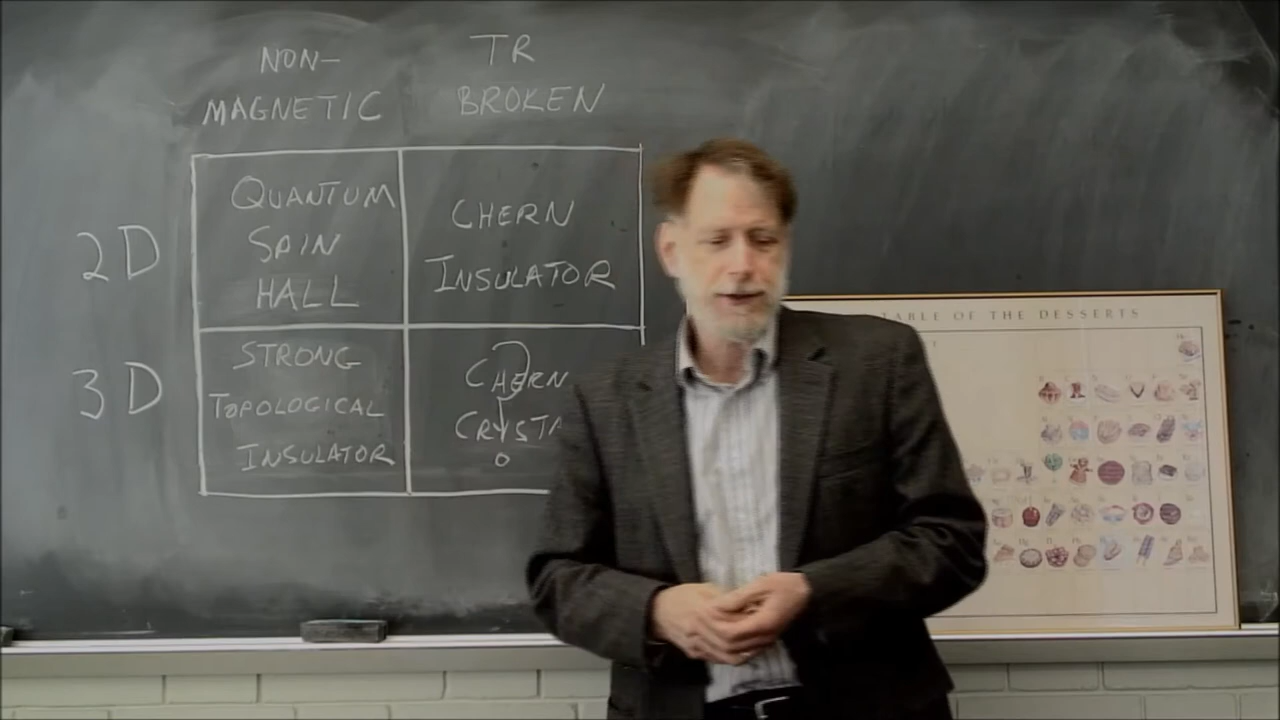 NON-
MAGNETIC
TR
BROKEN
2D
QUANTUM
SPIN
HALL
CHERN
INSULATOR
3D
STRONG
TOPOLOGICAL
INSULATOR
CHERN
CRYSTA
TABLE OF THE DESSERTS